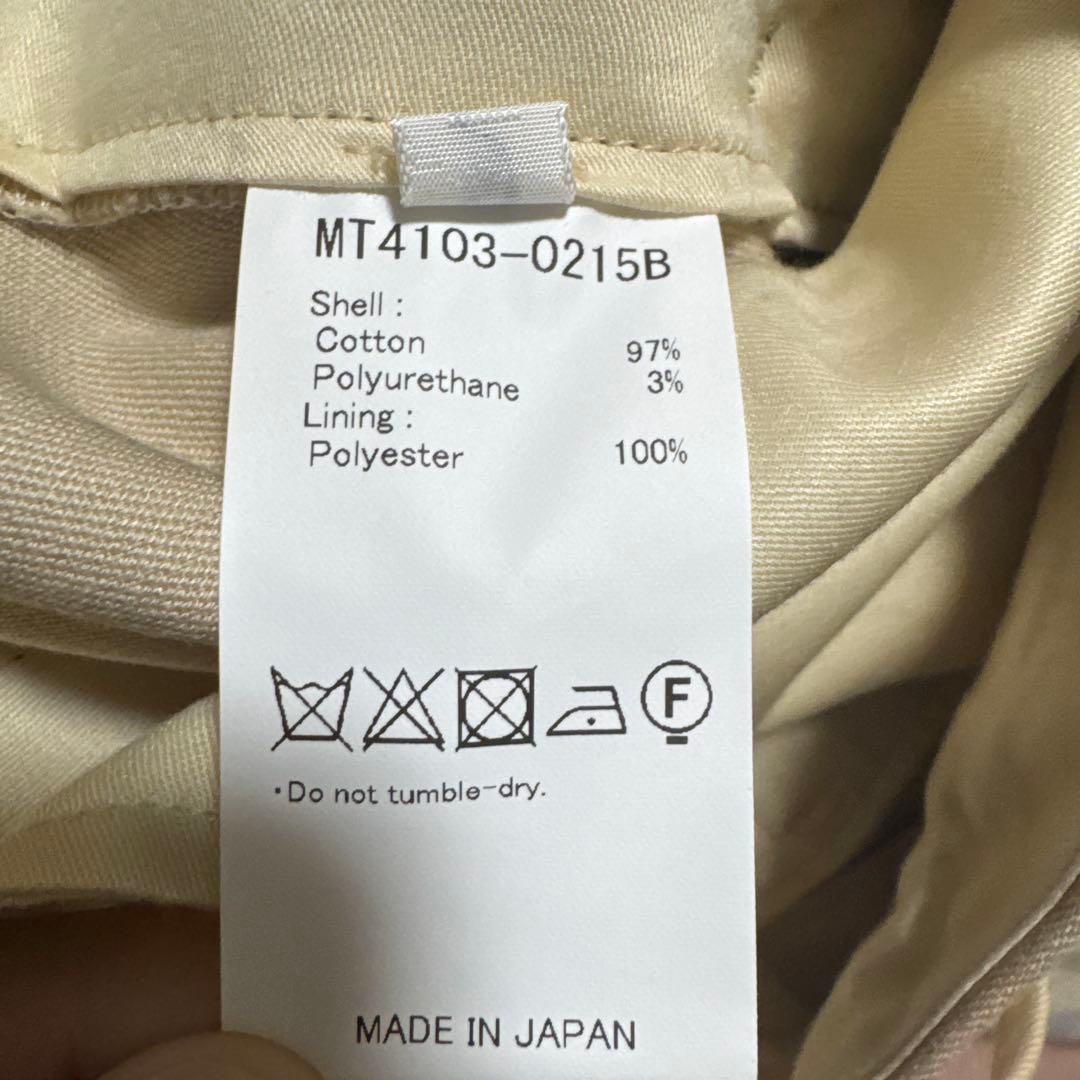 MT4103-0215B
Shell :
Cotton 97%
Polyurethane 3%
Lining :
Polyester 100%
F
・Do not tumble-dry.
MADE IN JAPAN